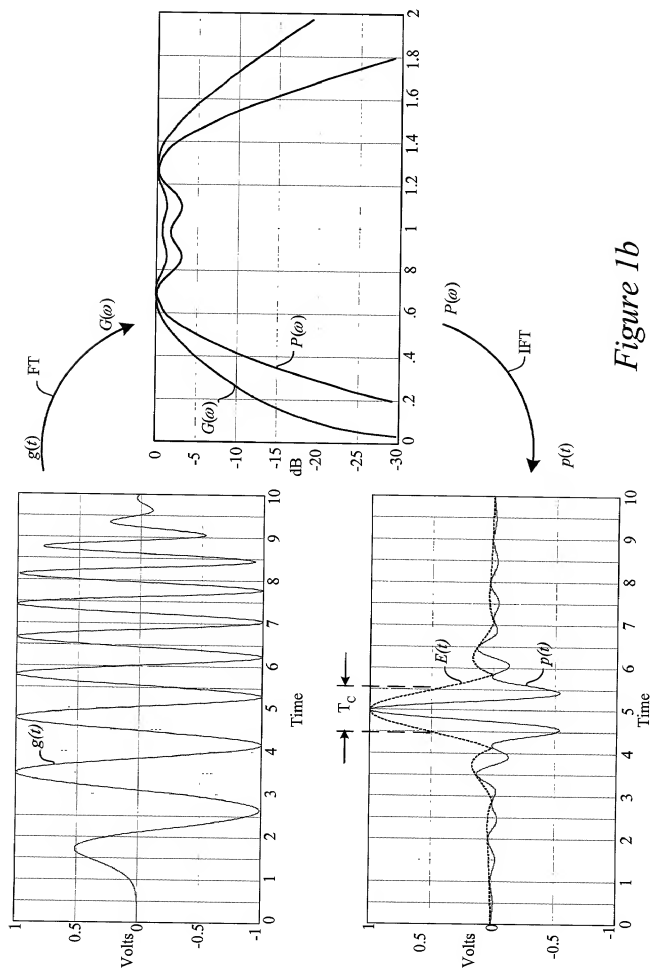 1
0.5
Volts 0
-0.5
-1
0 1 2 3 4 5 6 7 8 9 10
Time
g(t)
g(t)
FT
G(ω)
0
-5
-10
-15
dB
-20
-25
-30
0 .2 .4 .6 .8 1 1.2 1.4 1.6 1.8 2
G(ω)
P(ω)
1
0.5
Volts 0
-0.5
-1
0 1 2 3 4 5 6 7 8 9 10
Time
TC
E(t)
p(t)
P(ω)
IFT
p(t)
Figure 1b